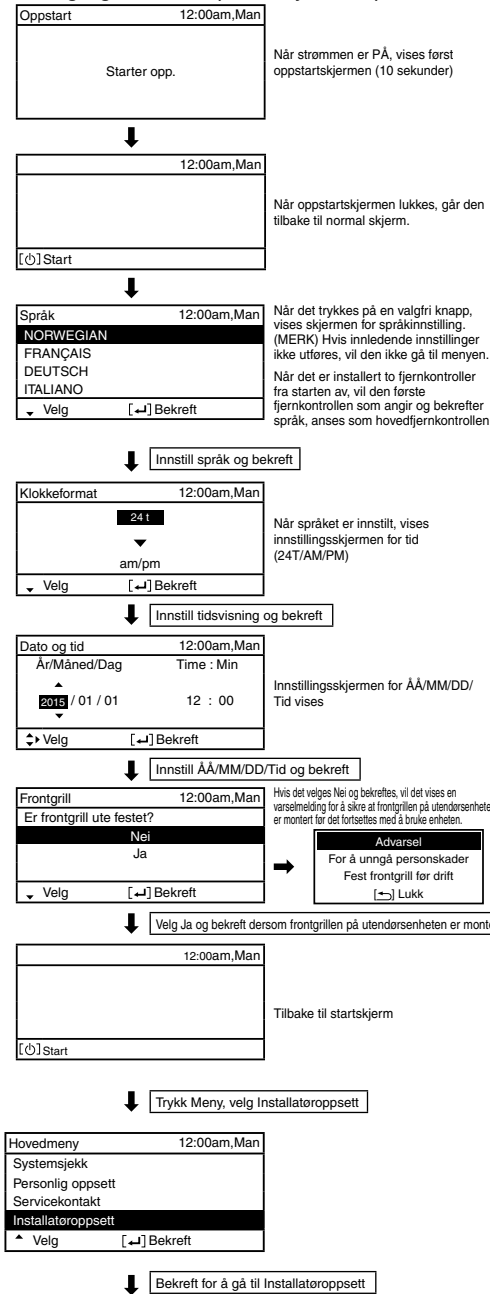 Oppstart 12:00am,Man
Starter opp.
Når strømmen er PÅ, vises først
oppstartskjermen (10 sekunder)
12:00am,Man
[⏻] Start
Når oppstartskjermen lukkes, går den
tilbake til normal skjerm.
Språk 12:00am,Man
NORWEGIAN
FRANÇAIS
DEUTSCH
ITALIANO
Velg [↵] Bekreft
Når det trykkes på en valgfri knapp,
vises skjermen for språkinnstilling.
(MERK) Hvis innledende innstillinger
ikke utføres, vil den ikke gå til menyen.
Når det er installert to fjernkontroller
fra starten av, vil den første
fjernkontrollen som angir og bekrefter
språk, anses som hovedfjernkontrollen
Innstill språk og bekreft
Klokkeformat 12:00am,Man
24 t
am/pm
Velg [↵] Bekreft
Når språket er innstilt, vises
innstillingsskjermen for tid
(24T/AM/PM)
Innstill tidsvisning og bekreft
Dato og tid 12:00am,Man
År/Måned/Dag Time : Min
2015 / 01 / 01 12 : 00
Velg [↵] Bekreft
Innstillingsskjermen for ÅÅ/MM/DD/
Tid vises
Innstill ÅÅ/MM/DD/Tid og bekreft
Frontgrill 12:00am,Man
Er frontgrill ute festet?
Nei
Ja
Velg [↵] Bekreft
Hvis det velges Nei og bekreftes, vil det vises en
varselmelding for å sikre at frontgrillen på utendørsenhete
er montert før det fortsettes med å bruke enheten.
Advarsel
For å unngå personskader
Fest frontgrill før drift
[⮌] Lukk
Velg Ja og bekreft dersom frontgrillen på utendørsenheten er monte
12:00am,Man
[⏻] Start
Tilbake til startskjerm
Trykk Meny, velg Installatøroppsett
Hovedmeny 12:00am,Man
Systemsjekk
Personlig oppsett
Servicekontakt
Installatøroppsett
Velg [↵] Bekreft
Bekreft for å gå til Installatøroppsett